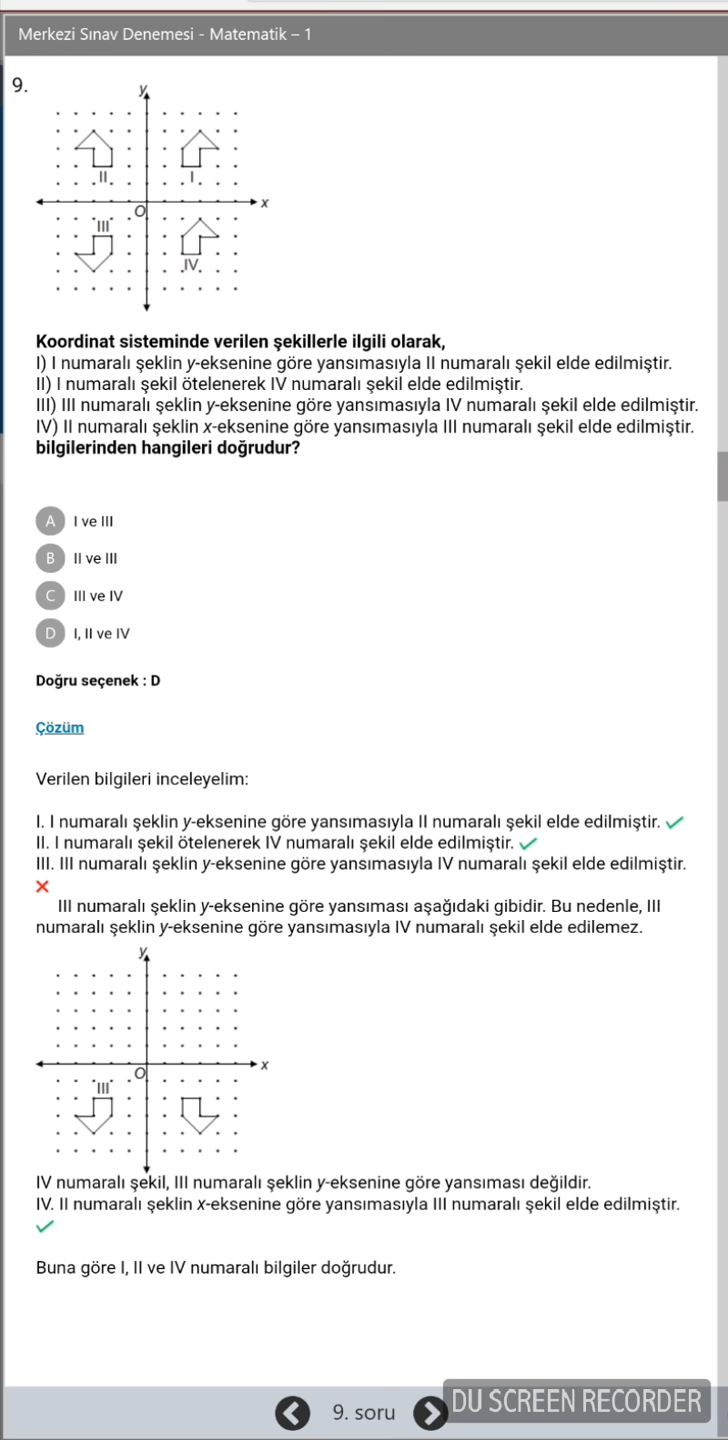 Merkezi Sınav Denemesi - Matematik – 1
9.
y
II
I
x
O
III
IV
Koordinat sisteminde verilen şekillerle ilgili olarak,
I) I numaralı şeklin y-eksenine göre yansımasıyla II numaralı şekil elde edilmiştir.
II) I numaralı şekil ötelenerek IV numaralı şekil elde edilmiştir.
III) III numaralı şeklin y-eksenine göre yansımasıyla IV numaralı şekil elde edilmiştir.
IV) II numaralı şeklin x-eksenine göre yansımasıyla III numaralı şekil elde edilmiştir.
bilgilerinden hangileri doğrudur?
A I ve III
B II ve III
C III ve IV
D I, II ve IV
Doğru seçenek : D
Çözüm
Verilen bilgileri inceleyelim:
I. I numaralı şeklin y-eksenine göre yansımasıyla II numaralı şekil elde edilmiştir.
II. I numaralı şekil ötelenerek IV numaralı şekil elde edilmiştir.
III. III numaralı şeklin y-eksenine göre yansımasıyla IV numaralı şekil elde edilmiştir.
III numaralı şeklin y-eksenine göre yansıması aşağıdaki gibidir. Bu nedenle, III
numaralı şeklin y-eksenine göre yansımasıyla IV numaralı şekil elde edilemez.
y
x
O
III
IV numaralı şekil, III numaralı şeklin y-eksenine göre yansıması değildir.
IV. II numaralı şeklin x-eksenine göre yansımasıyla III numaralı şekil elde edilmiştir.
Buna göre I, II ve IV numaralı bilgiler doğrudur.
9. soru
DU SCREEN RECORDER